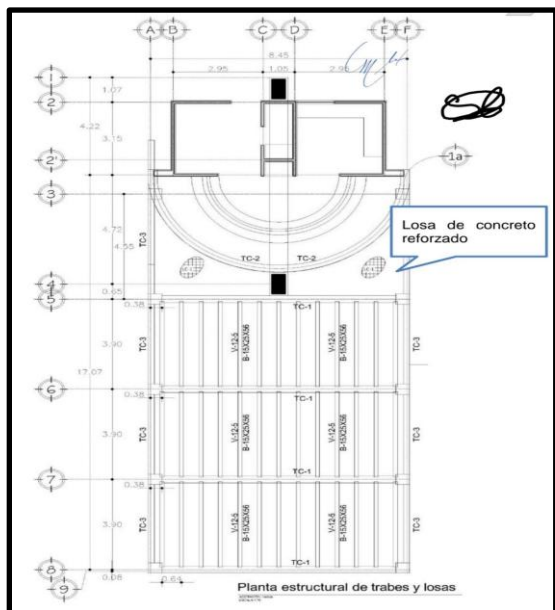 A B C D E F
8.45
2.95 1.05 2.95
1
1.07
2
4.22
3.15
2'
1a
3
4.72
4.55
TC-3
Losa de concreto reforzado
TC-2 TC-2
4
0.65
5
0.38
TC-1
TC-3
3.90
V-12-5
B-15X25X56
V-12-5
B-15X25X56
TC-3
17.07
6
0.38
TC-1
TC-3
3.90
V-12-5
B-15X25X56
V-12-5
B-15X25X56
TC-3
7
TC-1
0.38
TC-3
3.90
V-12-5
B-15X25X56
V-12-5
B-15X25X56
TC-3
TC-1
8
0.08
0.64
9
Planta estructural de trabes y losas